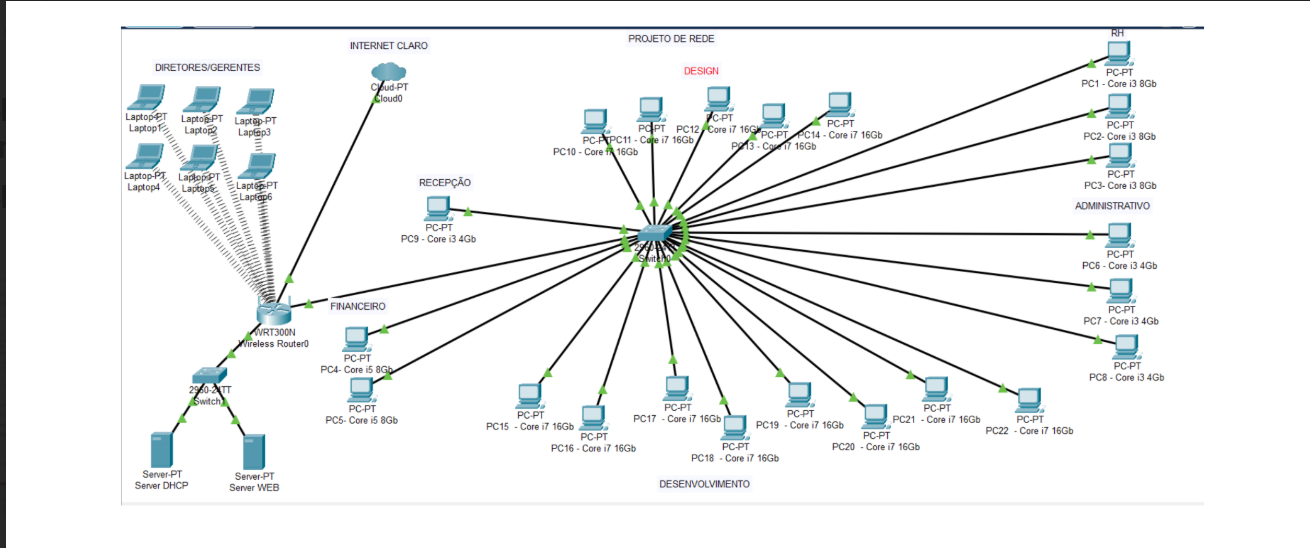 PROJETO DE REDE
INTERNET CLARO
Cloud-PT
Cloud0
DIRETORES/GERENTES
Laptop-PT
Laptop1
Laptop-PT
Laptop2
Laptop-PT
Laptop3
Laptop-PT
Laptop4
Laptop-PT
Laptop5
Laptop-PT
Laptop6
DESIGN
PC-PT
PC10 - Core i7 16Gb
PC-PT
PC11 - Core i7 16Gb
PC-PT
PC12 - Core i7 16Gb
PC-PT
PC13 - Core i7 16Gb
PC-PT
PC14 - Core i7 16Gb
RH
PC-PT
PC1 - Core i3 8Gb
PC-PT
PC2- Core i3 8Gb
PC-PT
PC3- Core i3 8Gb
RECEPÇÃO
PC-PT
PC9 - Core i3 4Gb
2960-24TT
Switch0
ADMINISTRATIVO
PC-PT
PC6 - Core i3 4Gb
PC-PT
PC7 - Core i3 4Gb
PC-PT
PC8 - Core i3 4Gb
WRT300N
Wireless Router0
FINANCEIRO
PC-PT
PC4- Core i5 8Gb
PC-PT
PC5- Core i5 8Gb
2960-24TT
Switch
Server-PT
Server DHCP
Server-PT
Server WEB
PC-PT
PC15 - Core i7 16Gb
PC-PT
PC16 - Core i7 16Gb
PC-PT
PC17 - Core i7 16Gb
PC-PT
PC18 - Core i7 16Gb
PC-PT
PC19 - Core i7 16Gb
PC-PT
PC20 - Core i7 16Gb
PC-PT
PC21 - Core i7 16Gb
PC-PT
PC22 - Core i7 16Gb
DESENVOLVIMENTO